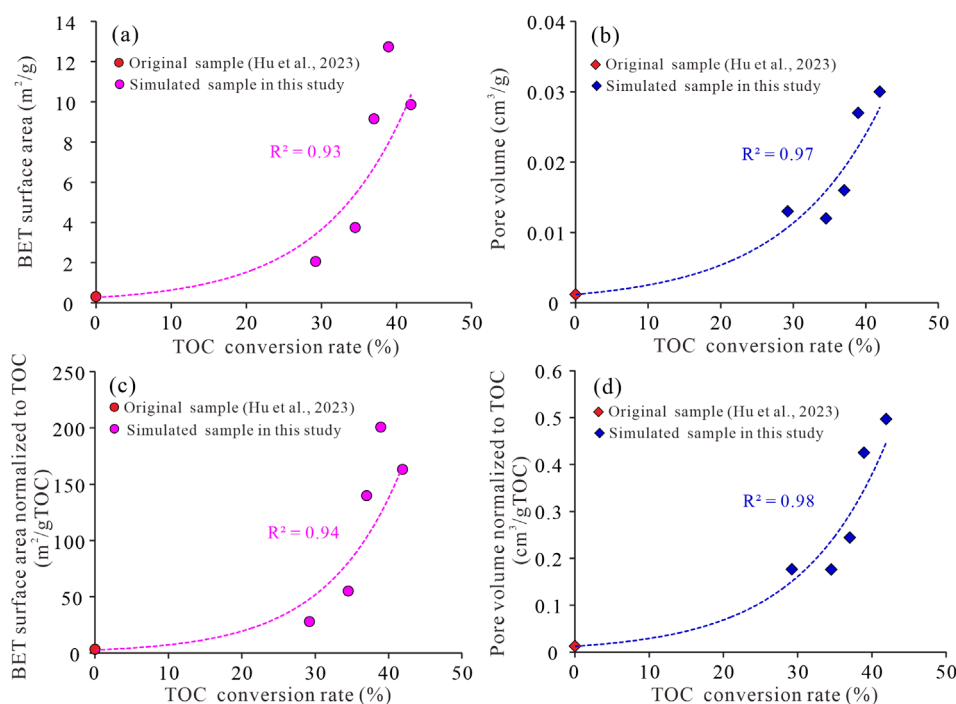 (a)
Original sample (Hu et al., 2023)
Simulated sample in this study
R² = 0.93
BET surface area (m²/g)
14
12
10
8
6
4
2
0
0 10 20 30 40 50
TOC conversion rate (%)
(b)
Original sample (Hu et al., 2023)
Simulated sample in this study
R² = 0.97
Pore volume (cm³/g)
0.04
0.03
0.02
0.01
0
0 10 20 30 40 50
TOC conversion rate (%)
(c)
Original sample (Hu et al., 2023)
Simulated sample in this study
R² = 0.94
BET surface area normalized to TOC
(m²/gTOC)
250
200
150
100
50
0
0 10 20 30 40 50
TOC conversion rate (%)
(d)
Original sample (Hu et al., 2023)
Simulated sample in this study
R² = 0.98
Pore volume normalized to TOC
(cm³/gTOC)
0.6
0.5
0.4
0.3
0.2
0.1
0
0 10 20 30 40 50
TOC conversion rate (%)